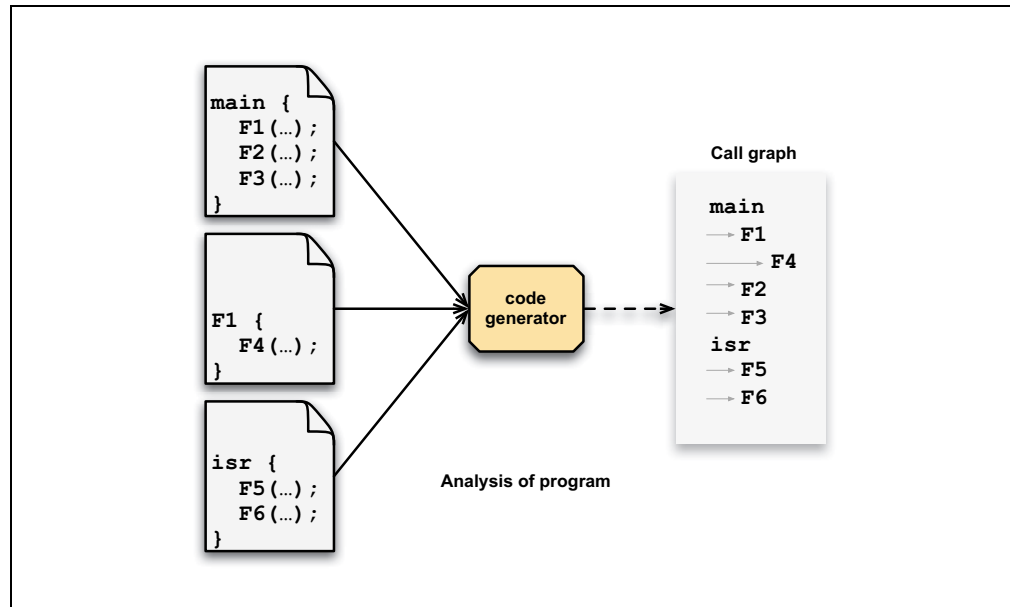 main {
F1(…);
F2(…);
F3(…);
}
F1 {
F4(…);
}
isr {
F5(…);
F6(…);
}
code
generator
Analysis of program
Call graph
main
F1
F4
F2
F3
isr
F5
F6